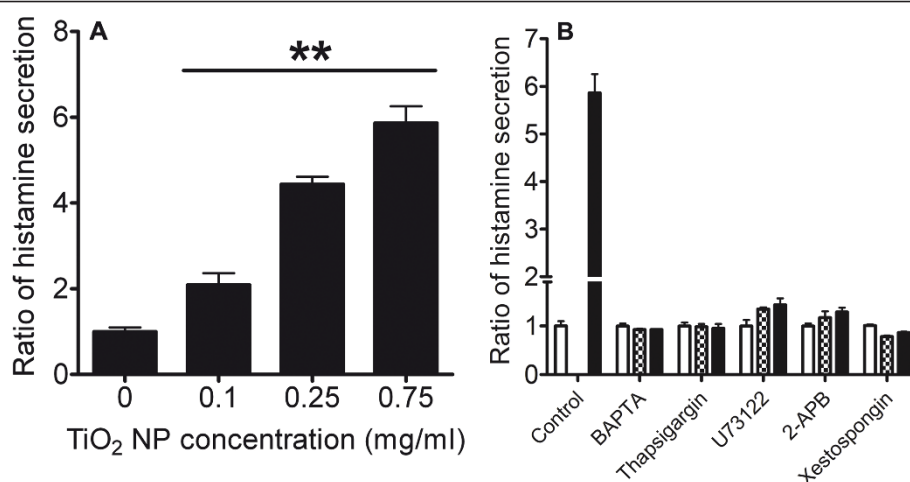 A
Ratio of histamine secretion
8
6
4
2
0
**
0 0.1 0.25 0.75
TiO2 NP concentration (mg/ml)
B
Ratio of histamine secretion
7
6
5
4
3
2
2
1
0
Control
BAPTA
Thapsigargin
U73122
2-APB
Xestospongin